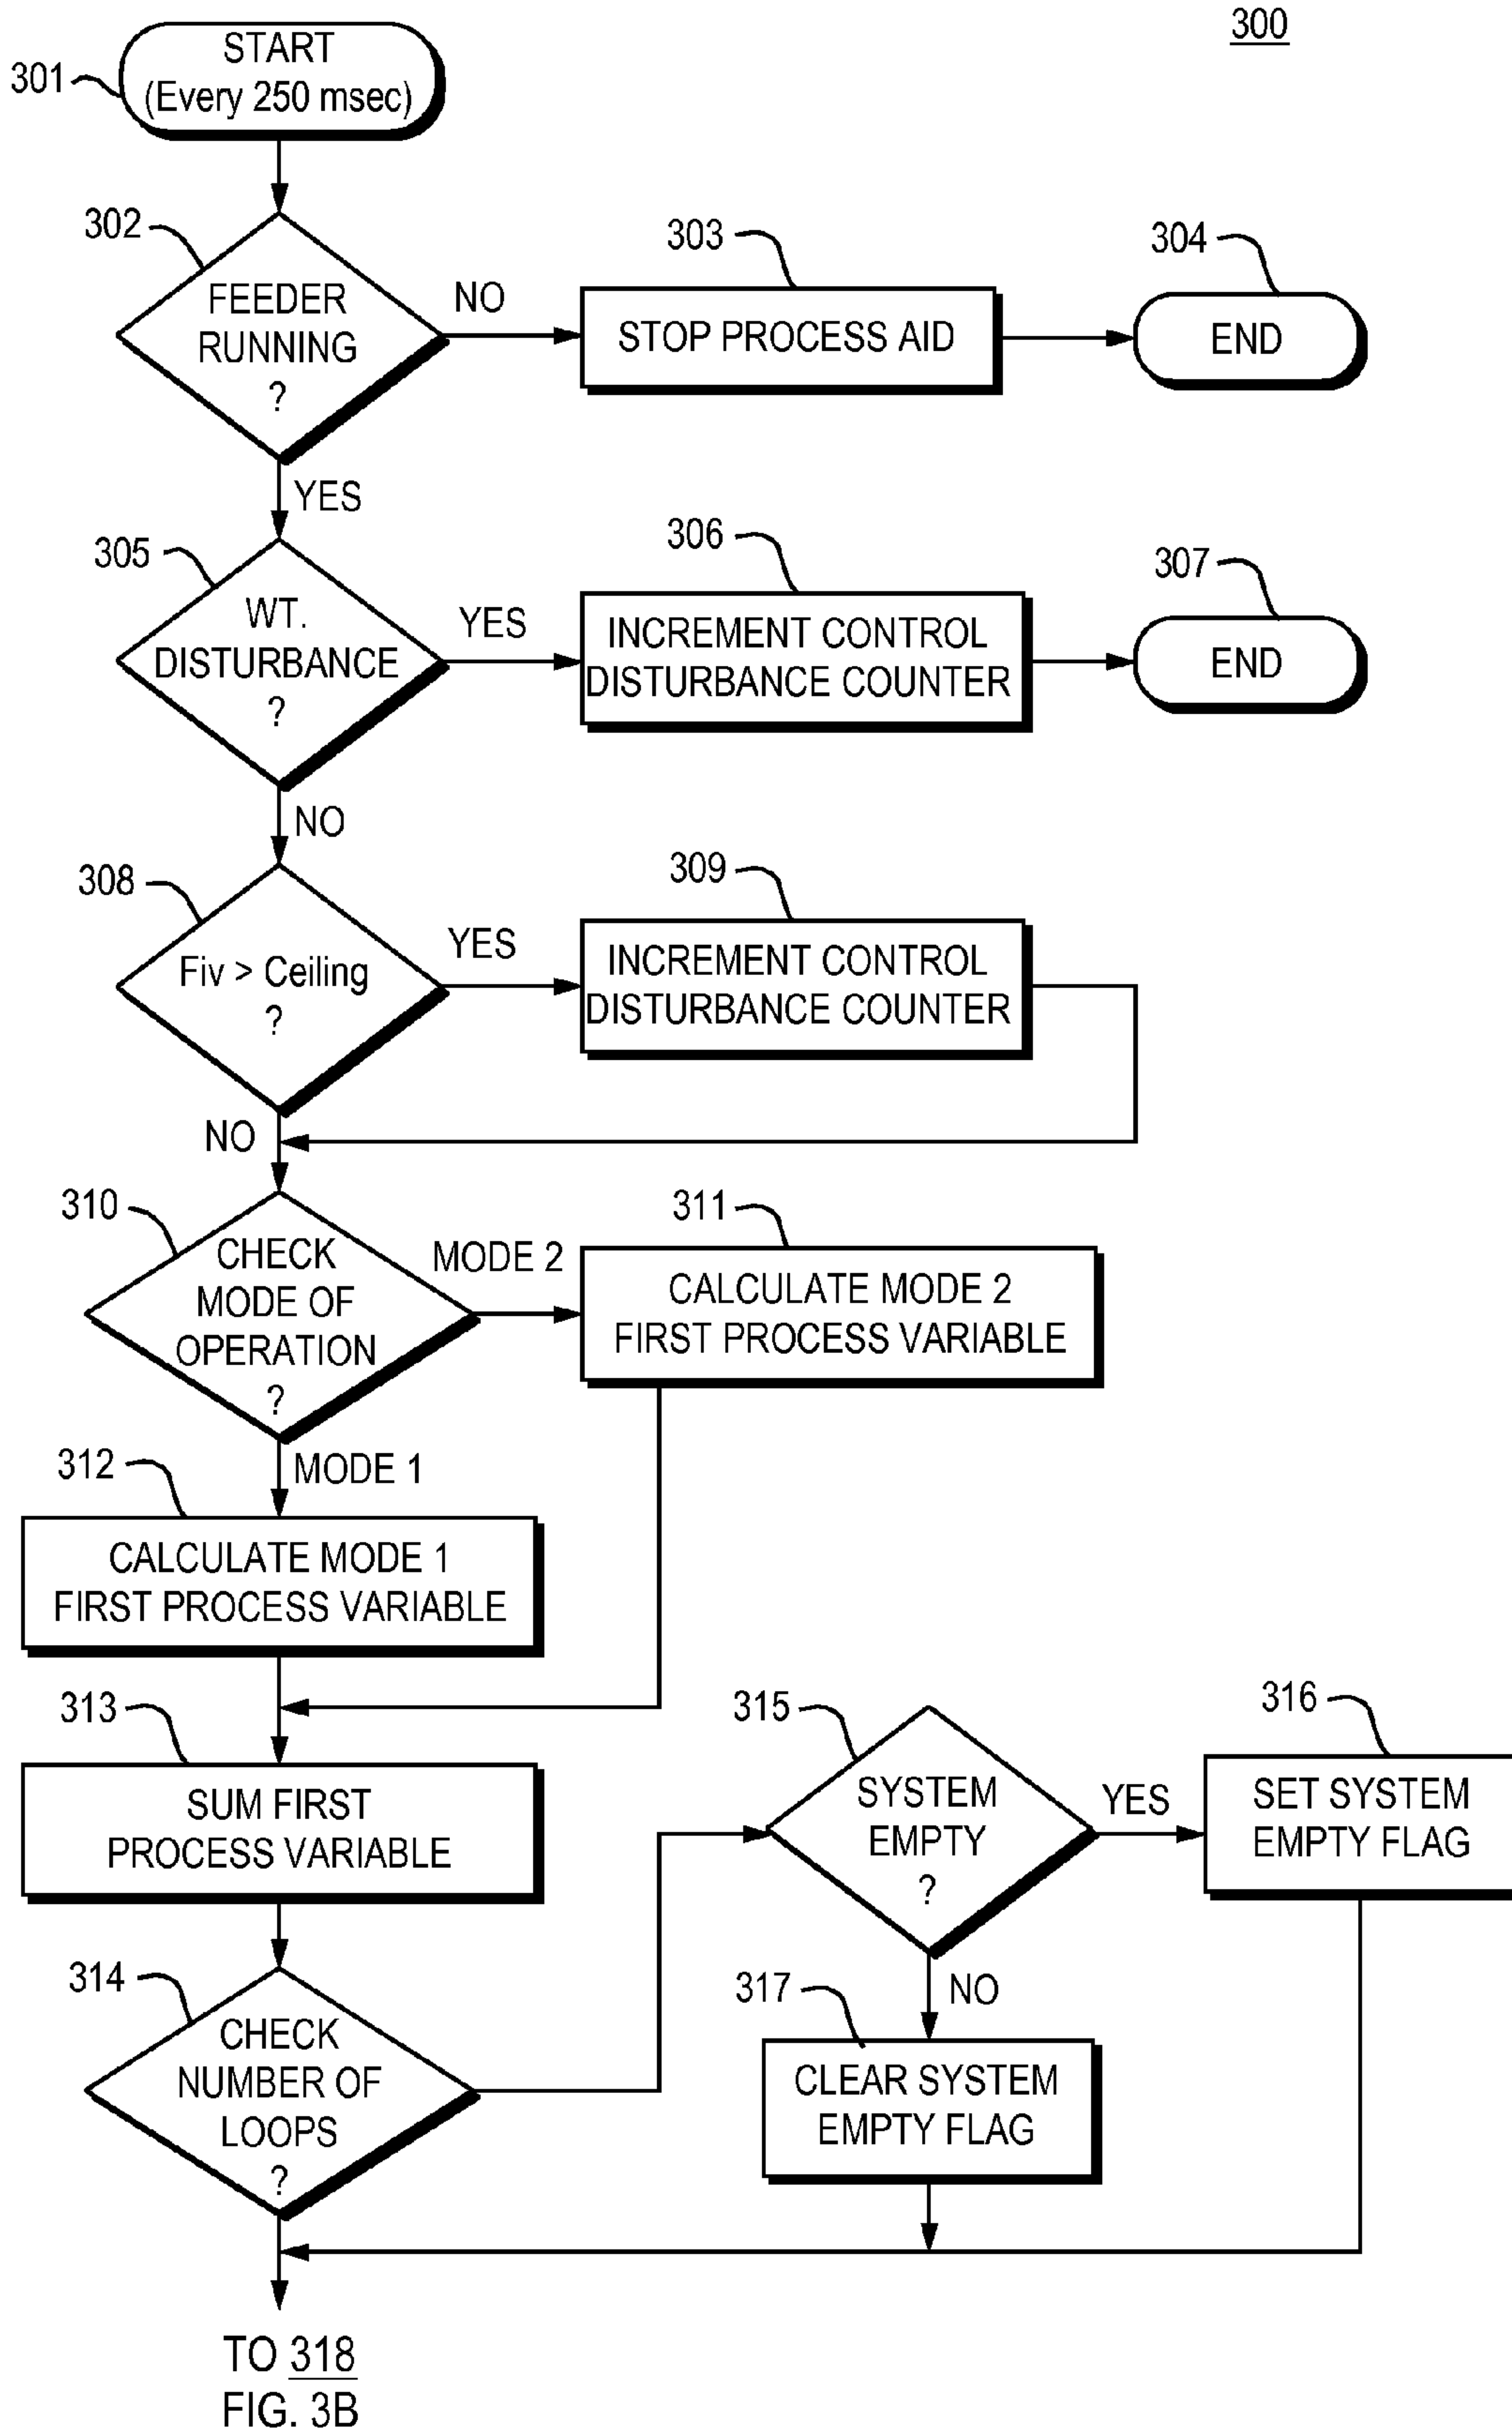 300
START
(Every 250 msec)
301
302
FEEDER
RUNNING
?
NO
303
STOP PROCESS AID
304
END
YES
305
WT.
DISTURBANCE
?
YES
306
INCREMENT CONTROL
DISTURBANCE COUNTER
307
END
NO
308
Fiv > Ceiling
?
YES
309
INCREMENT CONTROL
DISTURBANCE COUNTER
NO
310
CHECK
MODE OF
OPERATION
?
MODE 2
311
CALCULATE MODE 2
FIRST PROCESS VARIABLE
MODE 1
312
CALCULATE MODE 1
FIRST PROCESS VARIABLE
313
SUM FIRST
PROCESS VARIABLE
314
CHECK
NUMBER OF
LOOPS
?
315
SYSTEM
EMPTY
?
YES
316
SET SYSTEM
EMPTY FLAG
NO
317
CLEAR SYSTEM
EMPTY FLAG
TO 318
FIG. 3B